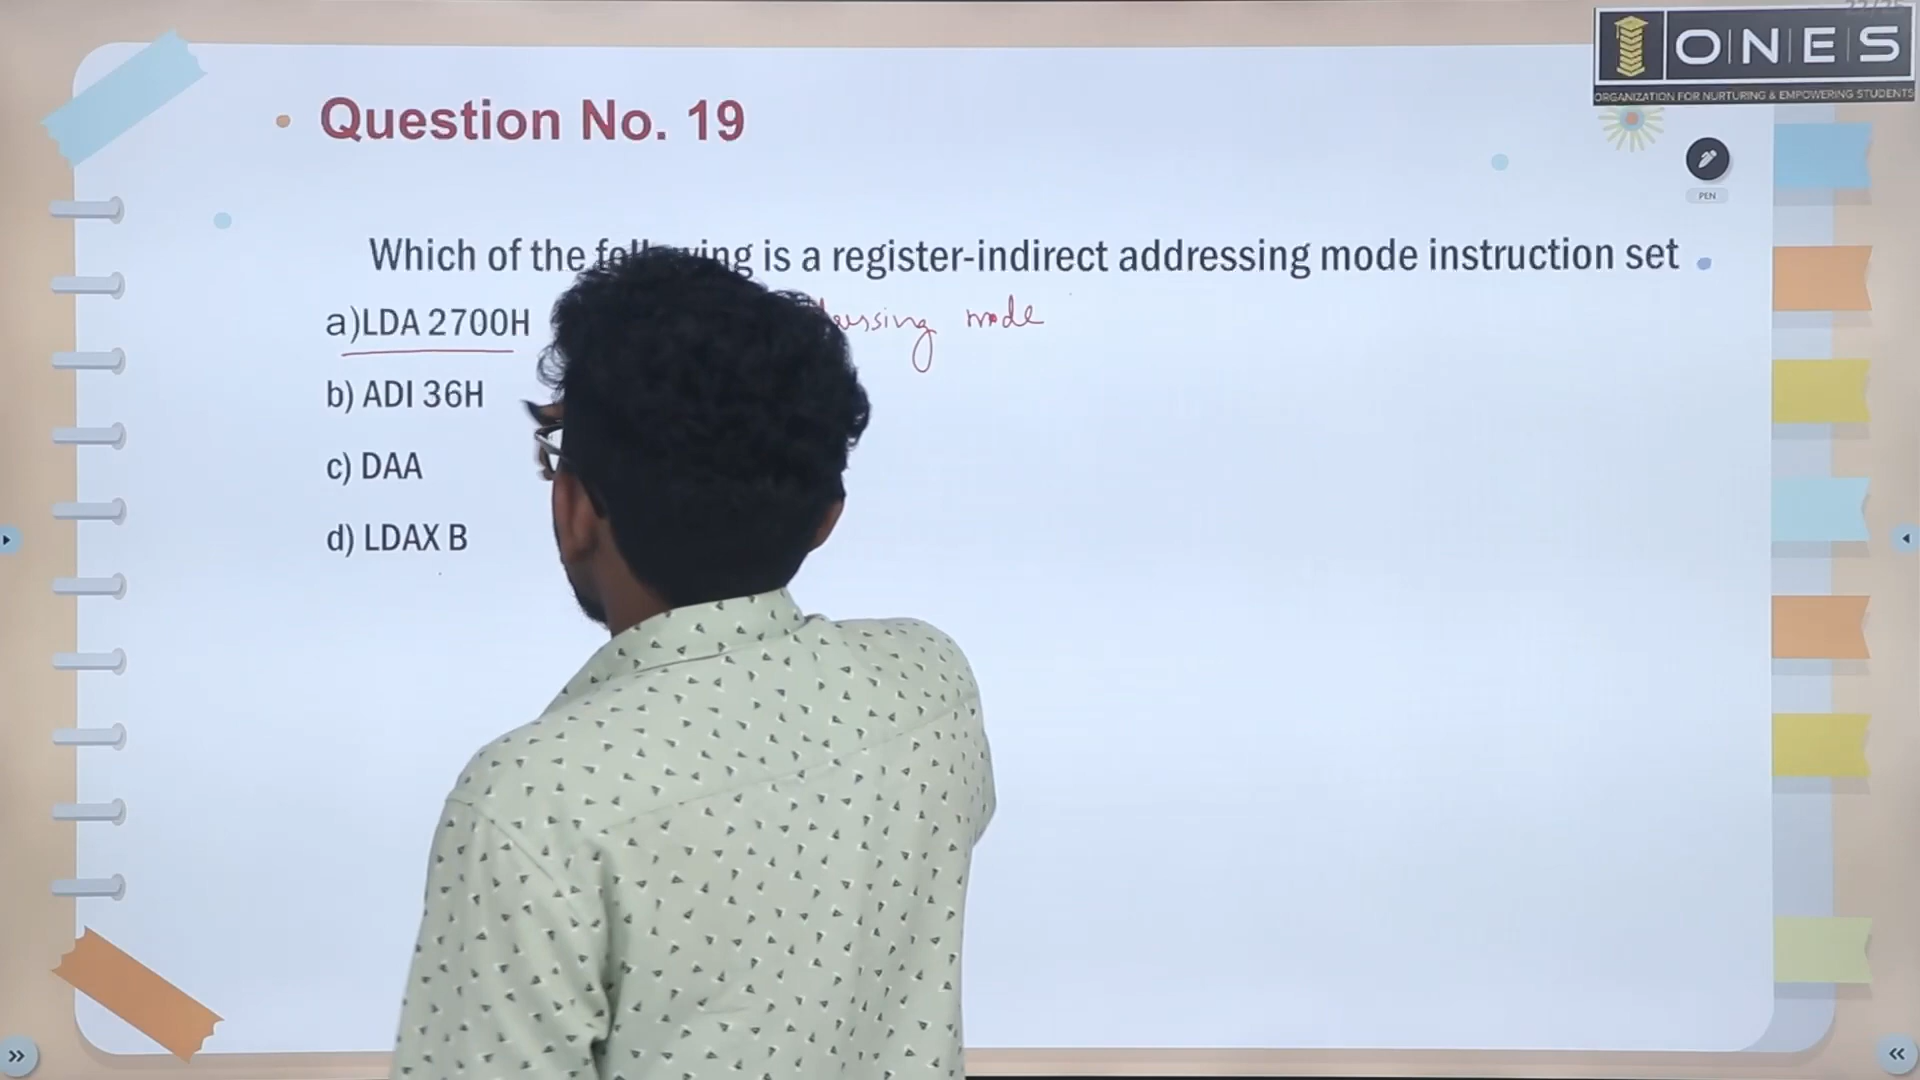 O|N|E|S
ORGANIZATION FOR NURTURING & EMPOWERING STUDENTS
Question No. 19
PEN
Which of the following is a register-indirect addressing mode instruction set
a)LDA 2700H mode
b) ADI 36H
c) DAA
d) LDAX B